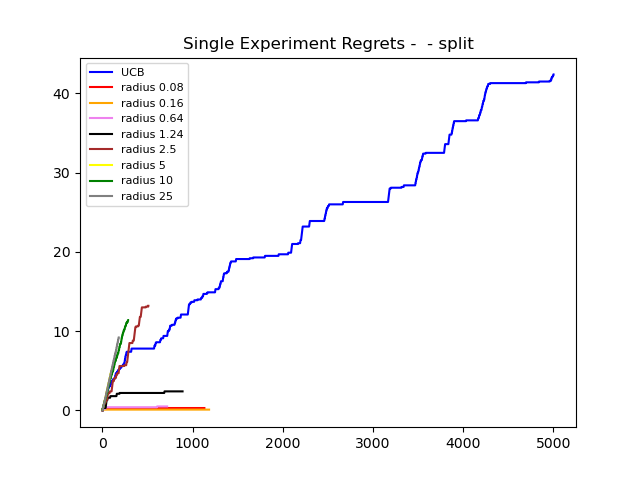 Single Experiment Regrets -  - split
UCB
radius 0.08
radius 0.16
radius 0.64
radius 1.24
radius 2.5
radius 5
radius 10
radius 25
40
30
20
10
0
0 1000 2000 3000 4000 5000